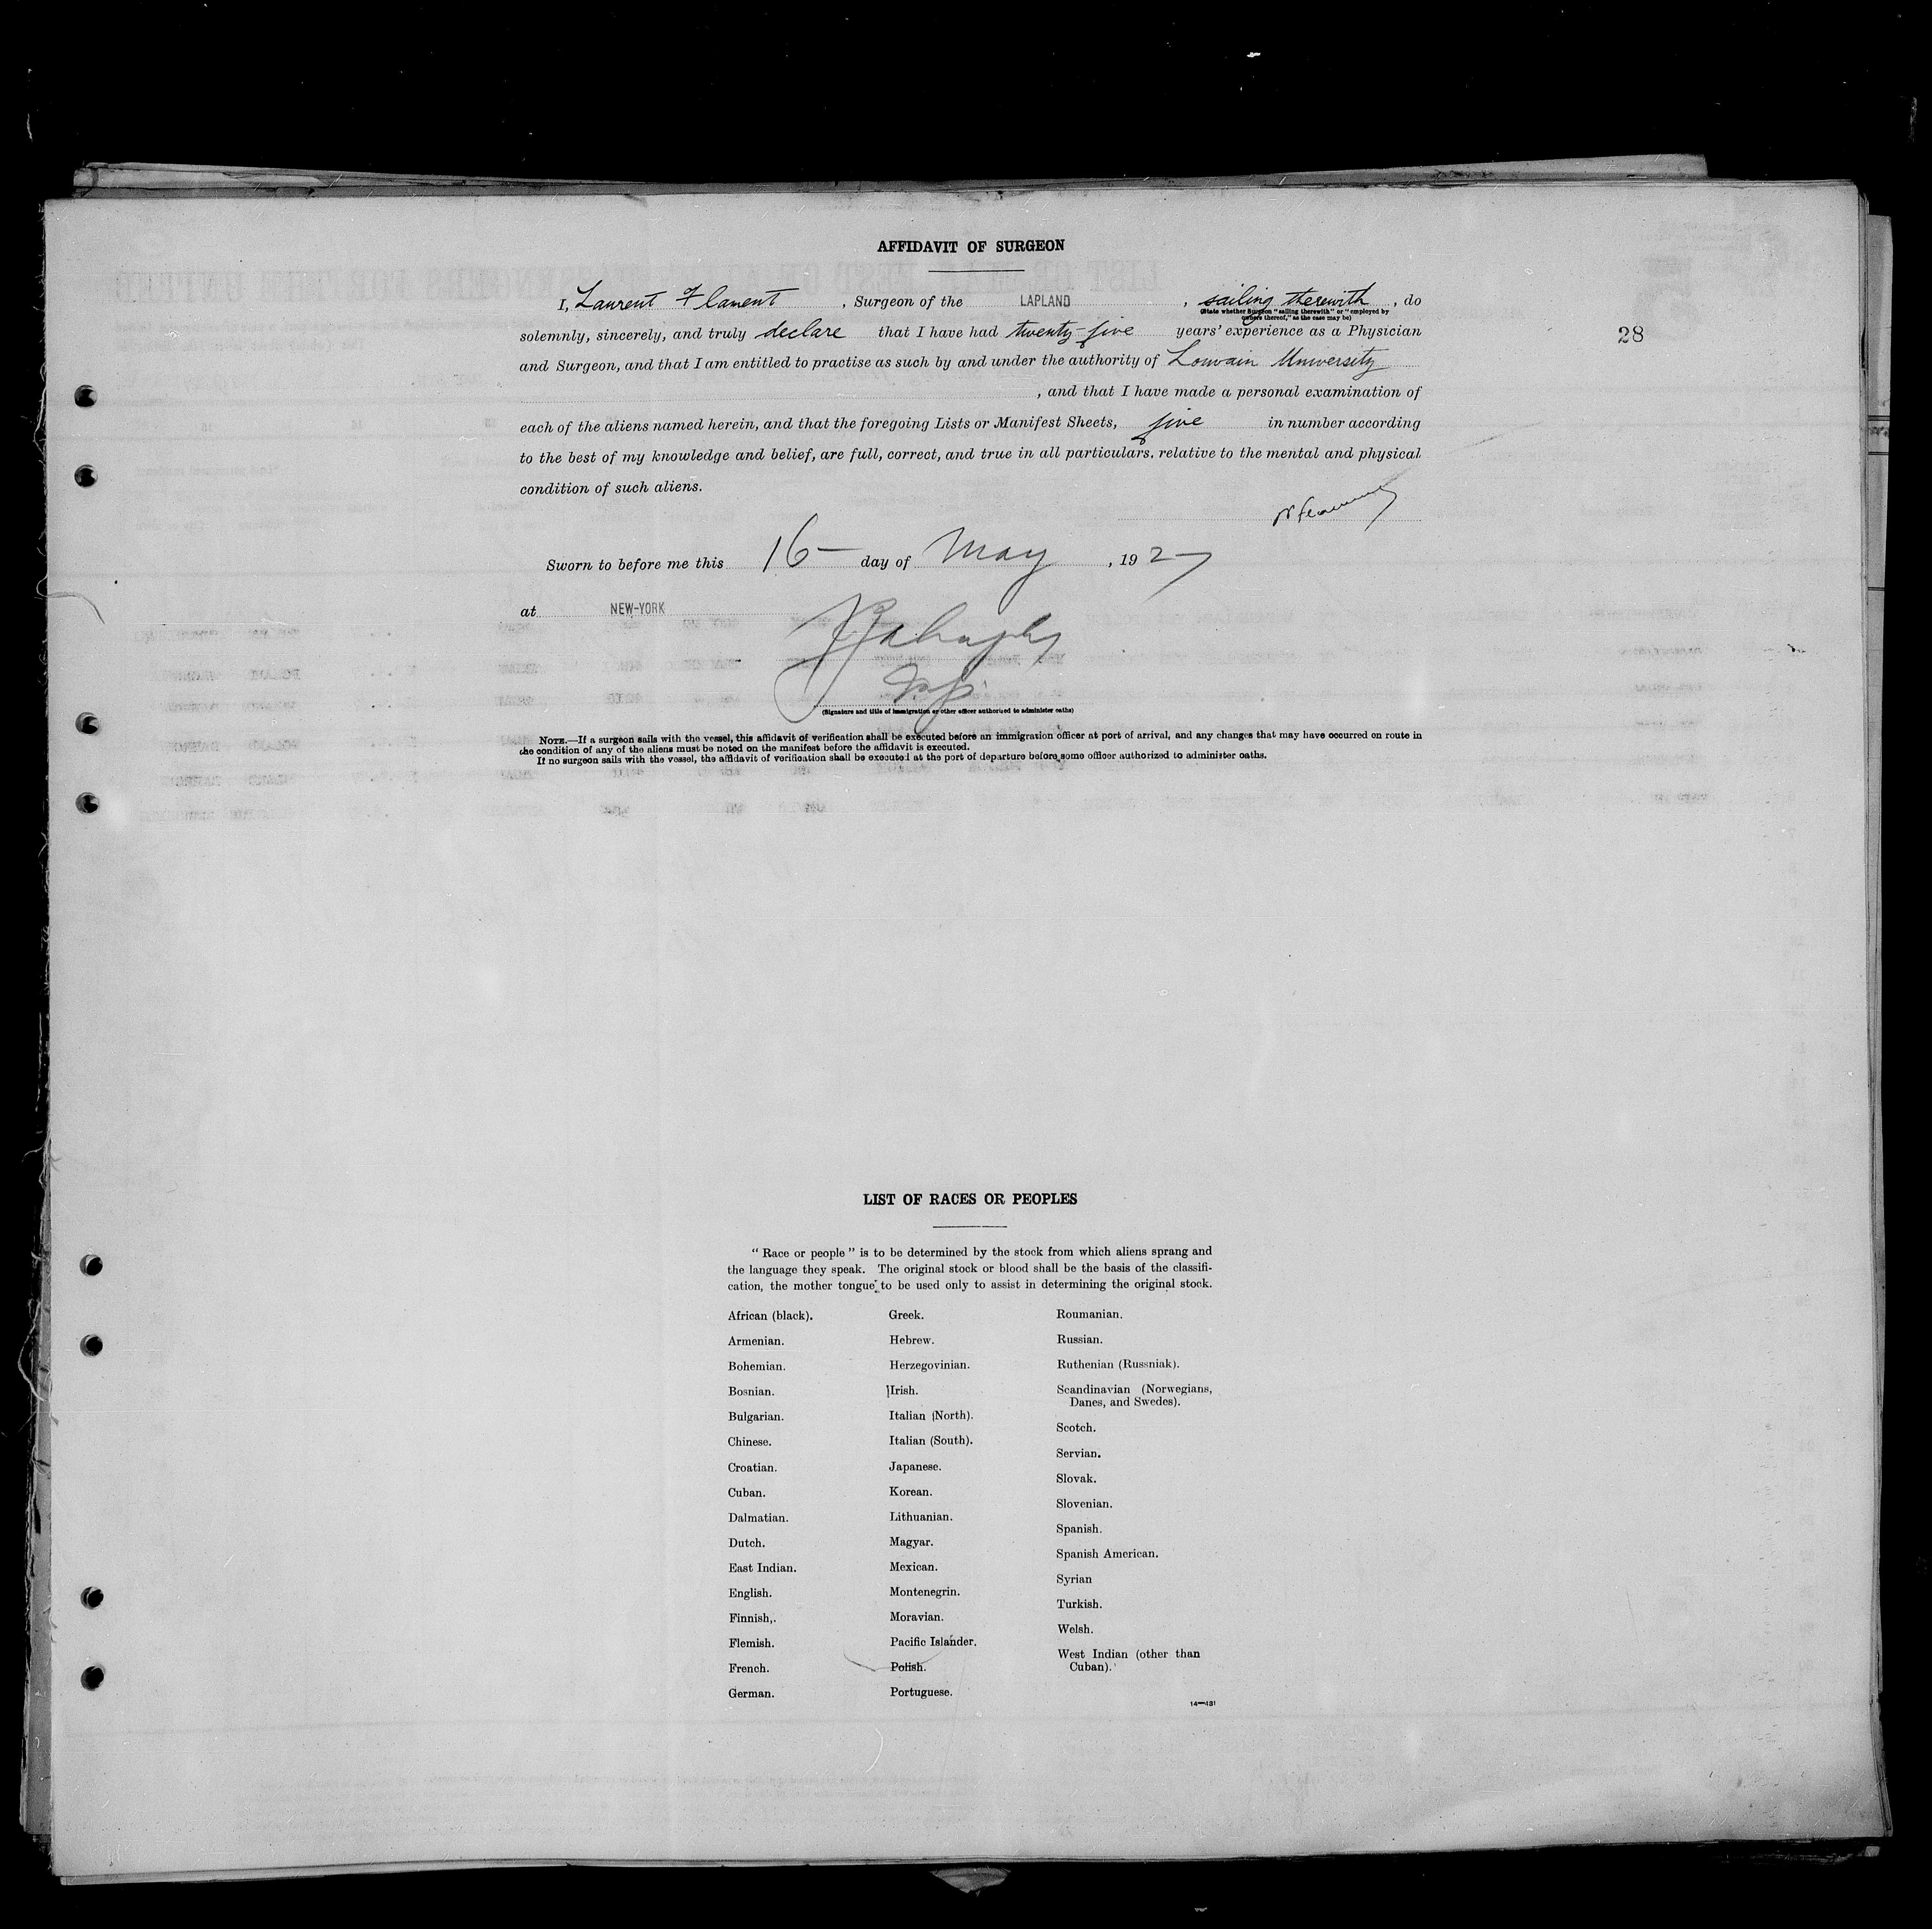 AFFIDAVIT OF SURGEON
I, Laurent Flament, Surgeon of the LAPLAND, sailing therewith, do
(State whether Surgeon "sailing therewith" or "employed by
owners thereof," as the case may be)
solemnly, sincerely, and truly declare that I have had twenty-five years' experience as a Physician
28
and Surgeon, and that I am entitled to practise as such by and under the authority of Louvain University
, and that I have made a personal examination of
each of the aliens named herein, and that the foregoing Lists or Manifest Sheets, five in number according
to the best of my knowledge and belief, are full, correct, and true in all particulars, relative to the mental and physical
condition of such aliens.
Sworn to before me this 16- day of May, 1927
at NEW-YORK
(Signature and title of immigration or other officer authorized to administer oaths)
NOTE.—If a surgeon sails with the vessel, this affidavit of verification shall be executed before an immigration officer at port of arrival, and any changes that may have occurred on route in
the condition of any of the aliens must be noted on the manifest before the affidavit is executed.
If no surgeon sails with the vessel, the affidavit of verification shall be executed at the port of departure before some officer authorized to administer oaths.
LIST OF RACES OR PEOPLES
"Race or people" is to be determined by the stock from which aliens sprang and
the language they speak. The original stock or blood shall be the basis of the classifi-
cation, the mother tongue to be used only to assist in determining the original stock.
African (black).
Armenian.
Bohemian.
Bosnian.
Bulgarian.
Chinese.
Croatian.
Cuban.
Dalmatian.
Dutch.
East Indian.
English.
Finnish,.
Flemish.
French.
German.
Greek.
Hebrew.
Herzegovinian.
Irish.
Italian (North).
Italian (South).
Japanese.
Korean.
Lithuanian.
Magyar.
Mexican.
Montenegrin.
Moravian.
Pacific Islander.
Polish.
Portuguese.
Roumanian.
Russian.
Ruthenian (Russniak).
Scandinavian (Norwegians,
Danes, and Swedes).
Scotch.
Servian.
Slovak.
Slovenian.
Spanish.
Spanish American.
Syrian
Turkish.
Welsh.
West Indian (other than
Cuban).
14—431